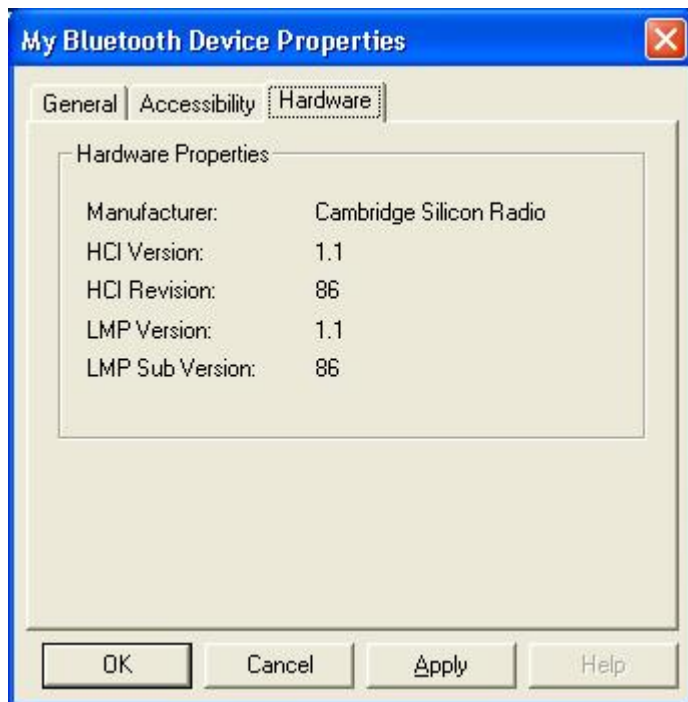 My Bluetooth Device Properties
General Accessibility Hardware
Hardware Properties
Manufacturer: Cambridge Silicon Radio
HCI Version: 1.1
HCI Revision: 86
LMP Version: 1.1
LMP Sub Version: 86
OK Cancel Apply Help